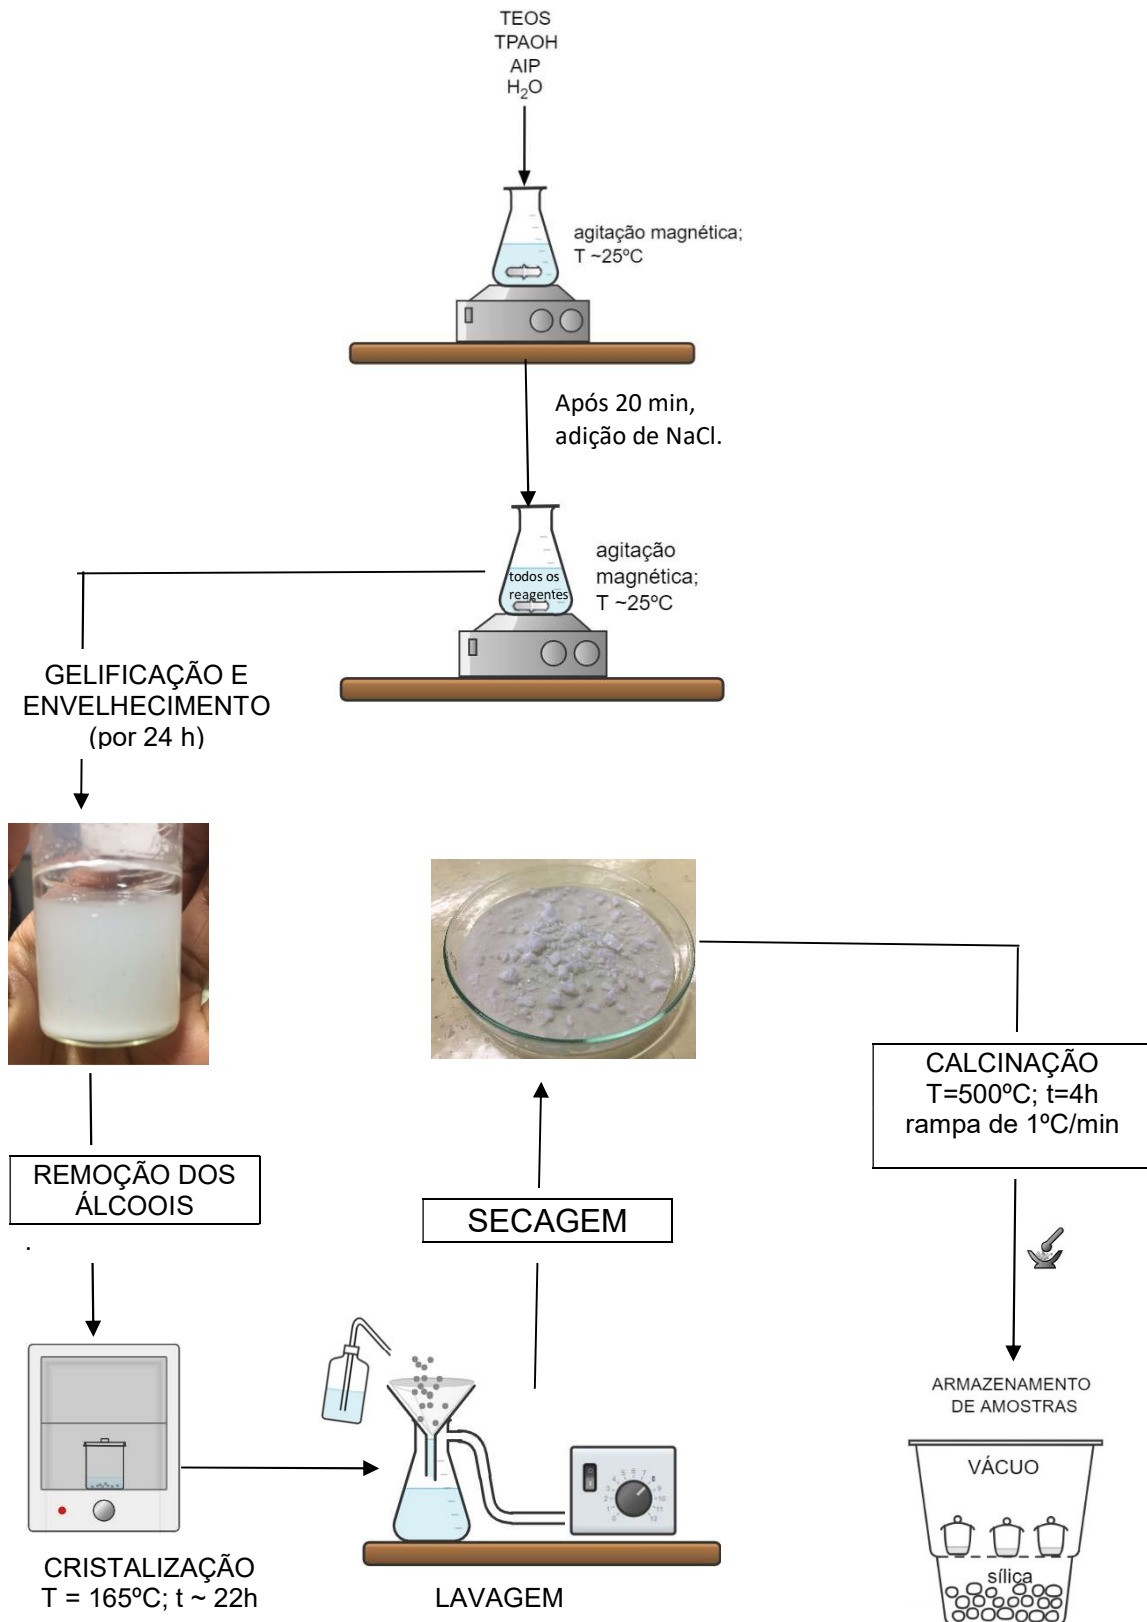 TEOS
TPAOH
AIP
H₂O
agitação magnética;
T ~25ºC
Após 20 min,
adição de NaCl.
todos os
reagentes
agitação
magnética;
T ~25ºC
GELIFICAÇÃO E
ENVELHECIMENTO
(por 24 h)
REMOÇÃO DOS
ÁLCOOIS
.
CRISTALIZAÇÃO
T = 165ºC; t ~ 22h
LAVAGEM
SECAGEM
CALCINAÇÃO
T=500ºC; t=4h
rampa de 1ºC/min
ARMAZENAMENTO
DE AMOSTRAS
VÁCUO
sílica